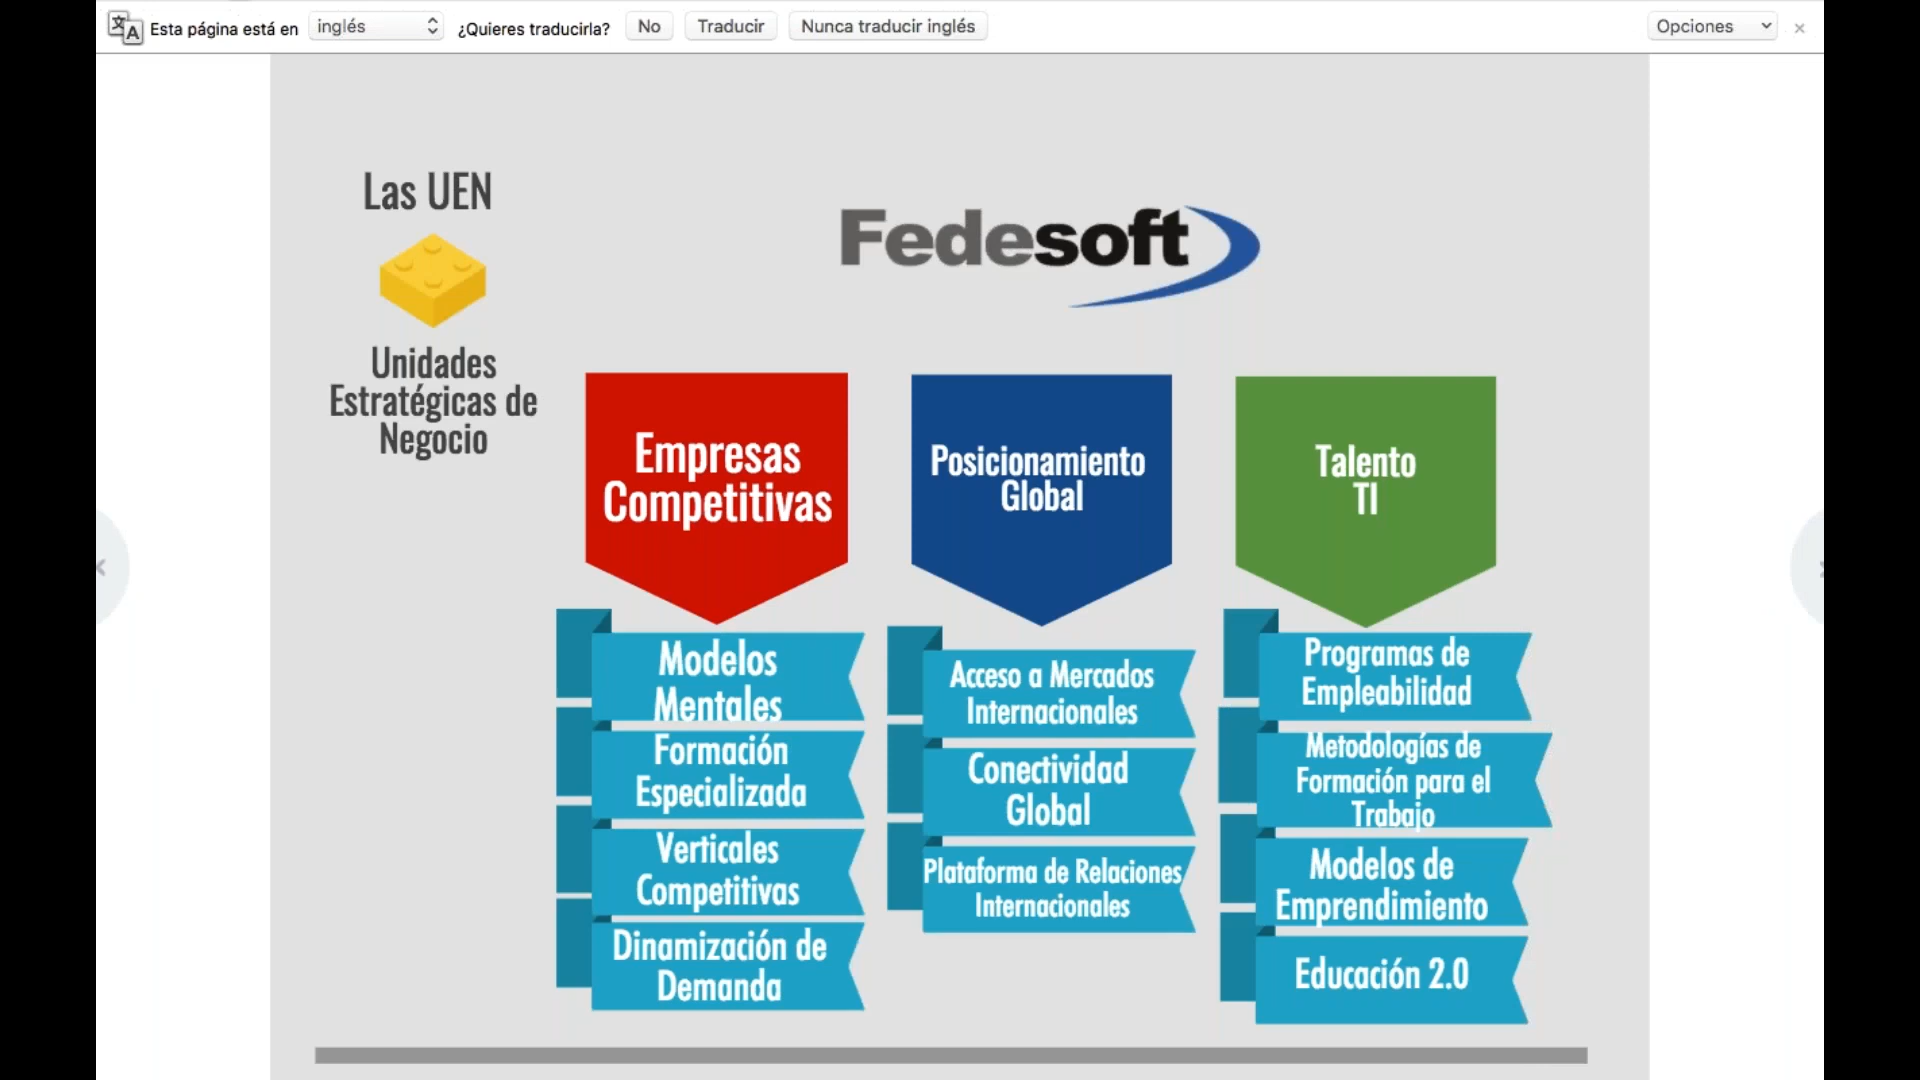 Esta página está en inglés ¿Quieres traducirla? No Traducir Nunca traducir inglés Opciones
Las UEN
Unidades
Estratégicas de
Negocio
Fedesoft
Empresas
Competitivas
Modelos
Mentales
Formación
Especializada
Verticales
Competitivas
Dinamización de
Demanda
Posicionamiento
Global
Acceso a Mercados
Internacionales
Conectividad
Global
Plataforma de Relaciones
Internacionales
Talento
TI
Programas de
Empleabilidad
Metodologías de
Formación para el
Trabajo
Modelos de
Emprendimiento
Educación 2.0